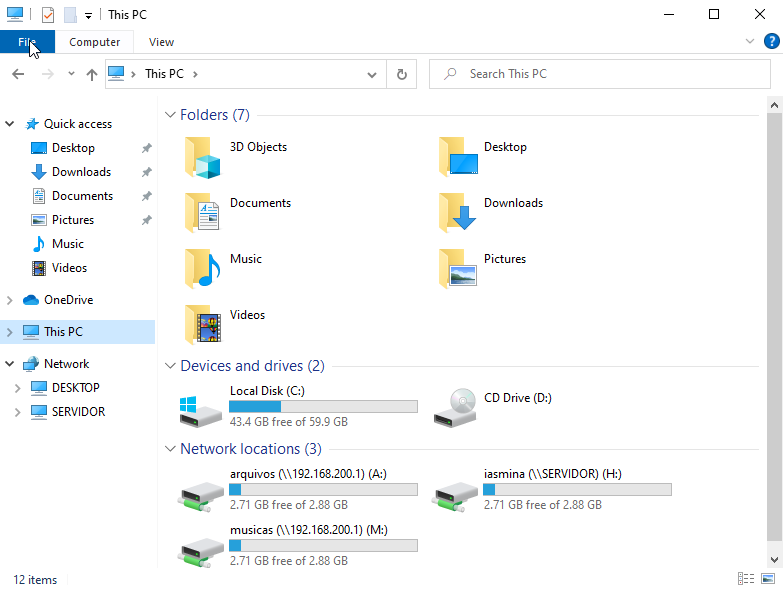 This PC
File Computer View
This PC
Search This PC
Quick access
Desktop
Downloads
Documents
Pictures
Music
Videos
OneDrive
This PC
Network
DESKTOP
SERVIDOR
Folders (7)
3D Objects
Desktop
Documents
Downloads
Music
Pictures
Videos
Devices and drives (2)
Local Disk (C:)
43.4 GB free of 59.9 GB
CD Drive (D:)
Network locations (3)
arquivos (\\192.168.200.1) (A:)
2.71 GB free of 2.88 GB
iasmina (\\SERVIDOR) (H:)
2.71 GB free of 2.88 GB
musicas (\\192.168.200.1) (M:)
2.71 GB free of 2.88 GB
12 items